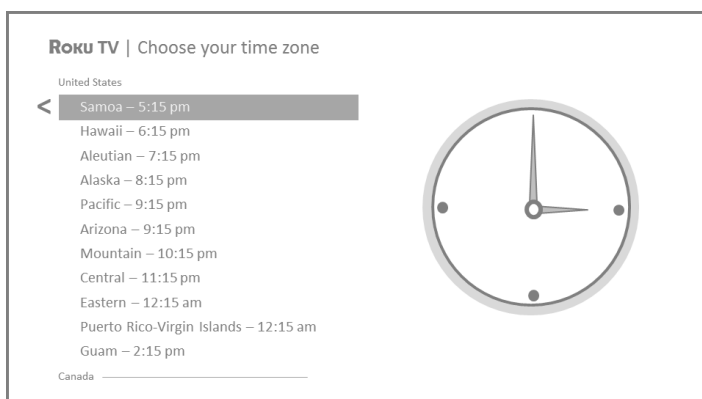 ROKU TV | Choose your time zone
United States
<
Samoa – 5:15 pm
Hawaii – 6:15 pm
Aleutian – 7:15 pm
Alaska – 8:15 pm
Pacific – 9:15 pm
Arizona – 9:15 pm
Mountain – 10:15 pm
Central – 11:15 pm
Eastern – 12:15 am
Puerto Rico-Virgin Islands – 12:15 am
Guam – 2:15 pm
Canada